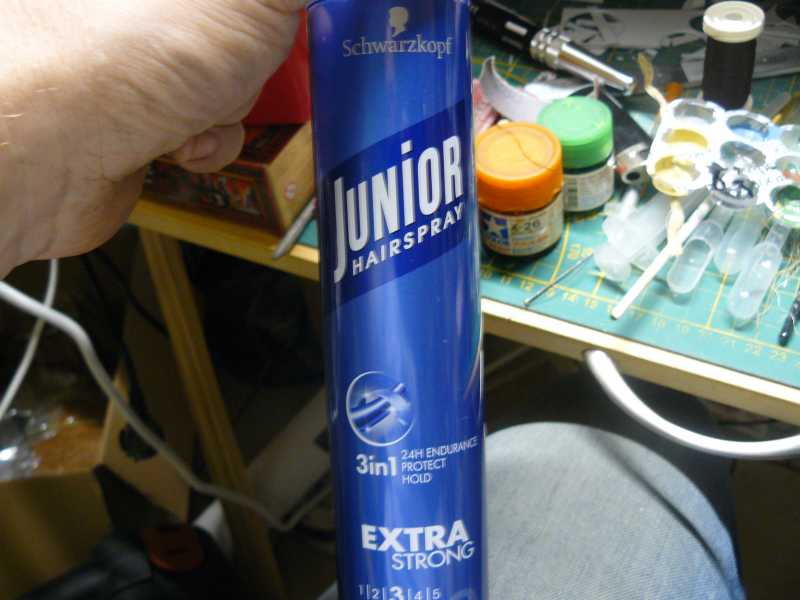 Schwarzkopf
JUNiOR
HAIRSPRAY
3in1
24H ENDURANCE
PROTECT
HOLD
EXTRA
STRONG
1|2|3|4|5